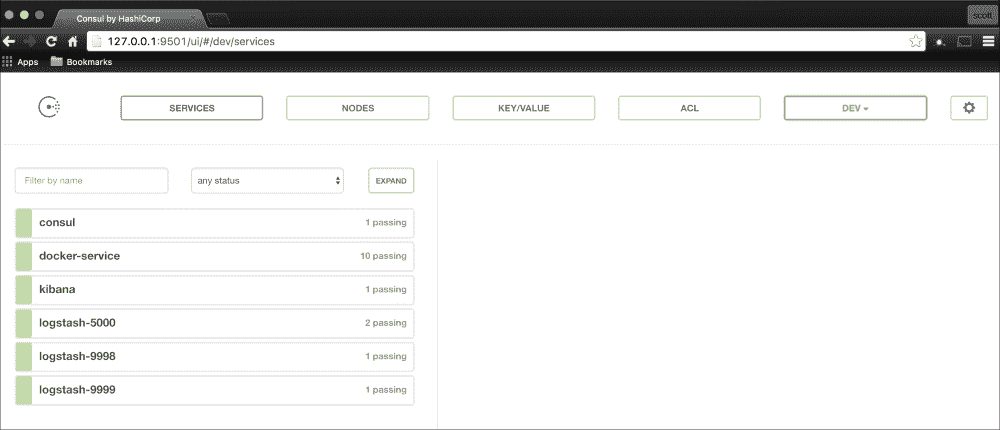 Consul by HashiCorp
scott
127.0.0.1:9501/ui/#/dev/services
Apps Bookmarks
SERVICES NODES KEY/VALUE ACL DEV
Filter by name any status EXPAND
consul 1 passing
docker-service 10 passing
kibana 1 passing
logstash-5000 2 passing
logstash-9998 1 passing
logstash-9999 1 passing